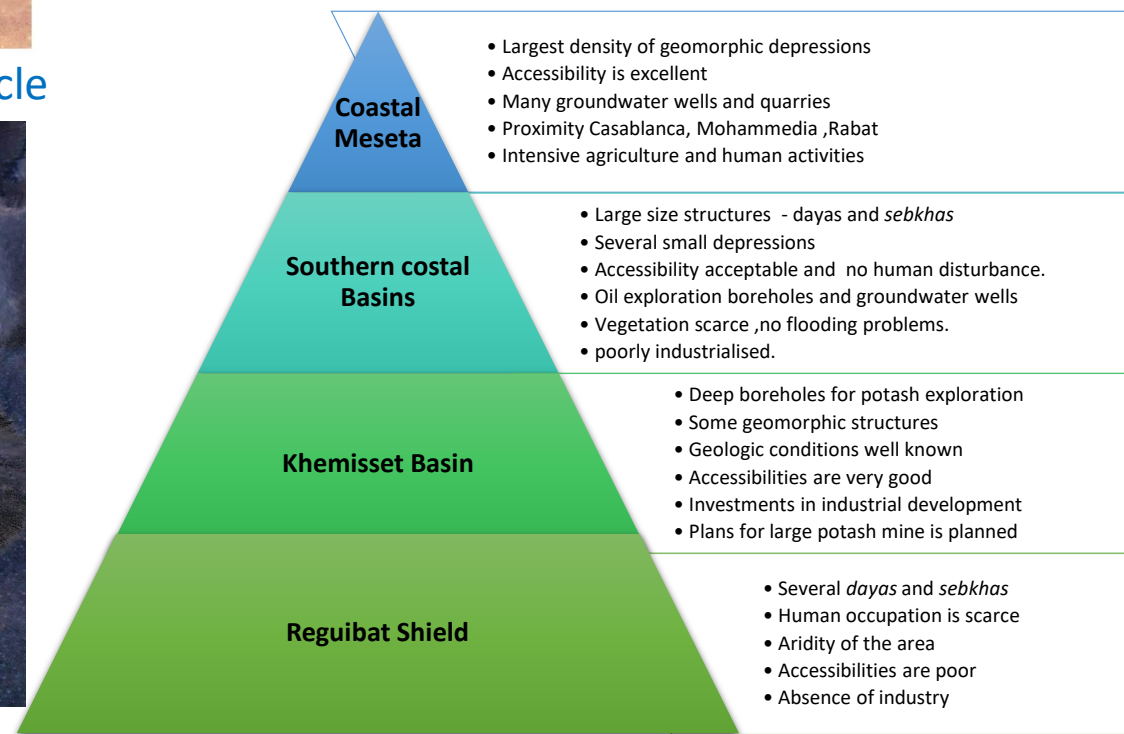 cle
Coastal
Meseta
• Largest density of geomorphic depressions
• Accessibility is excellent
• Many groundwater wells and quarries
• Proximity Casablanca, Mohammedia ,Rabat
• Intensive agriculture and human activities
Southern costal
Basins
• Large size structures - dayas and sebkhas
• Several small depressions
• Accessibility acceptable and no human disturbance.
• Oil exploration boreholes and groundwater wells
• Vegetation scarce ,no flooding problems.
• poorly industrialised.
Khemisset Basin
• Deep boreholes for potash exploration
• Some geomorphic structures
• Geologic conditions well known
• Accessibilities are very good
• Investments in industrial development
• Plans for large potash mine is planned
Reguibat Shield
• Several dayas and sebkhas
• Human occupation is scarce
• Aridity of the area
• Accessibilities are poor
• Absence of industry